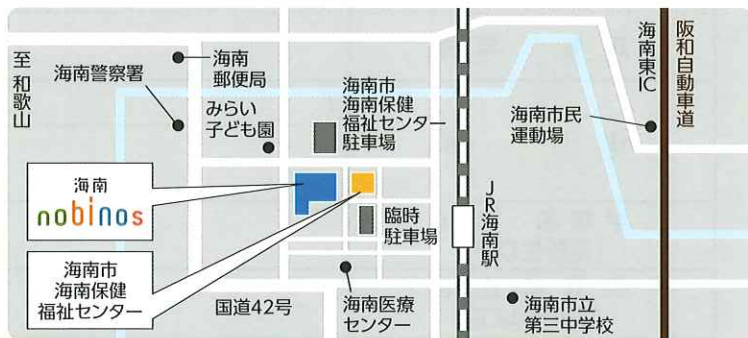 至 和歌山
海南警察署
海南
郵便局
みらい
子ども園
海南市
海南保健
福祉センター
駐車場
海南東IC
阪和自動車道
海南市民
運動場
海南
nobinos
臨時
駐車場
JR海南駅
海南市
海南保健
福祉センター
国道42号
海南医療
センター
海南市立
第三中学校